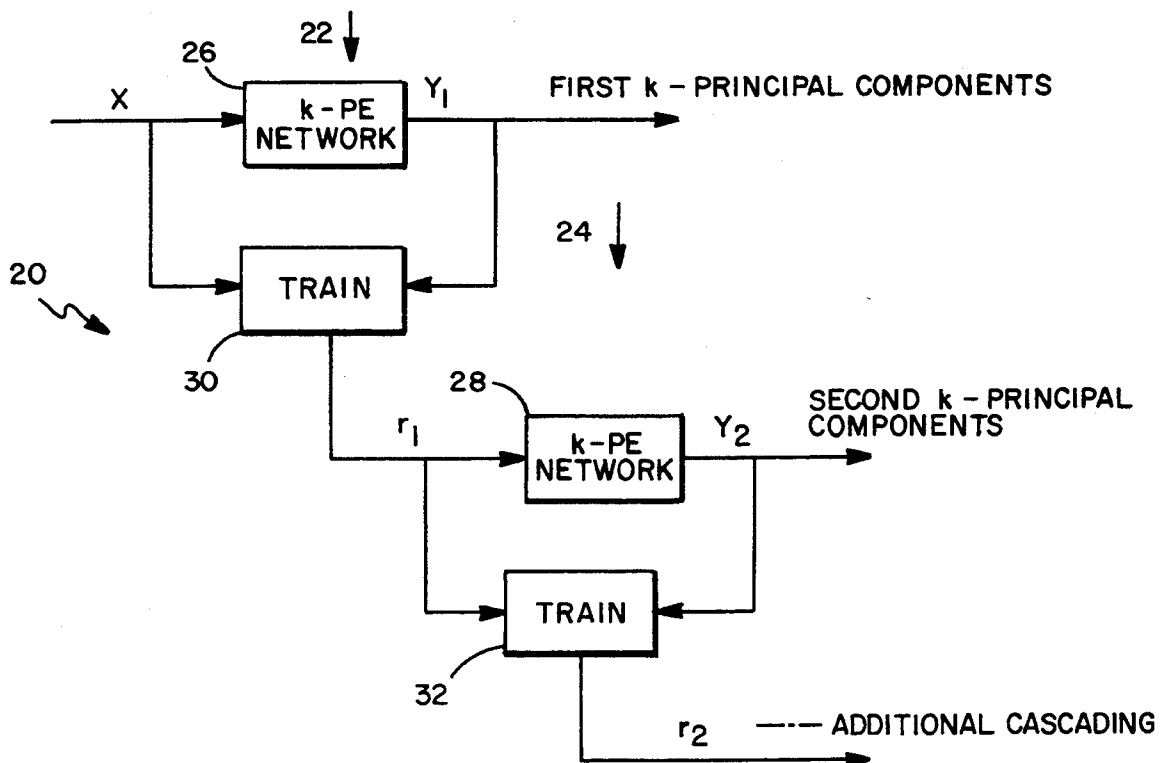 22
26
X
k-PE
NETWORK
Y1
FIRST k - PRINCIPAL COMPONENTS
24
20
TRAIN
30
28
r1
k-PE
NETWORK
Y2
SECOND k - PRINCIPAL
COMPONENTS
TRAIN
32
r2
ADDITIONAL CASCADING